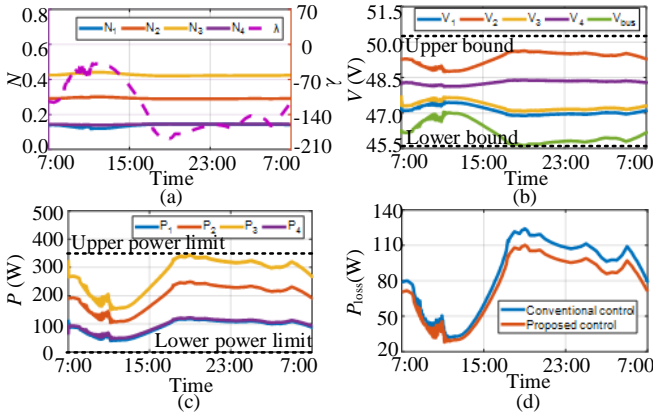 0.8
0.6
0.4
0.2
0.0
N
N1 N2 N3 N4 λ
70
0
-70
-140
-210
λ
7:00 15:00 23:00 7:00
Time
(a)
51.5
50.0
48.5
47.0
45.5
V (V)
V1 V2 V3 V4 Vbus
Upper bound
Lower bound
7:00 15:00 23:00 7:00
Time
(b)
500
400
300
200
100
0
P (W)
P1 P2 P3 P4
Upper power limit
Lower power limit
7:00 15:00 23:00 7:00
Time
(c)
140
110
80
50
20
Ploss(W)
Conventional control
Proposed control
7:00 15:00 23:00 7:00
Time
(d)